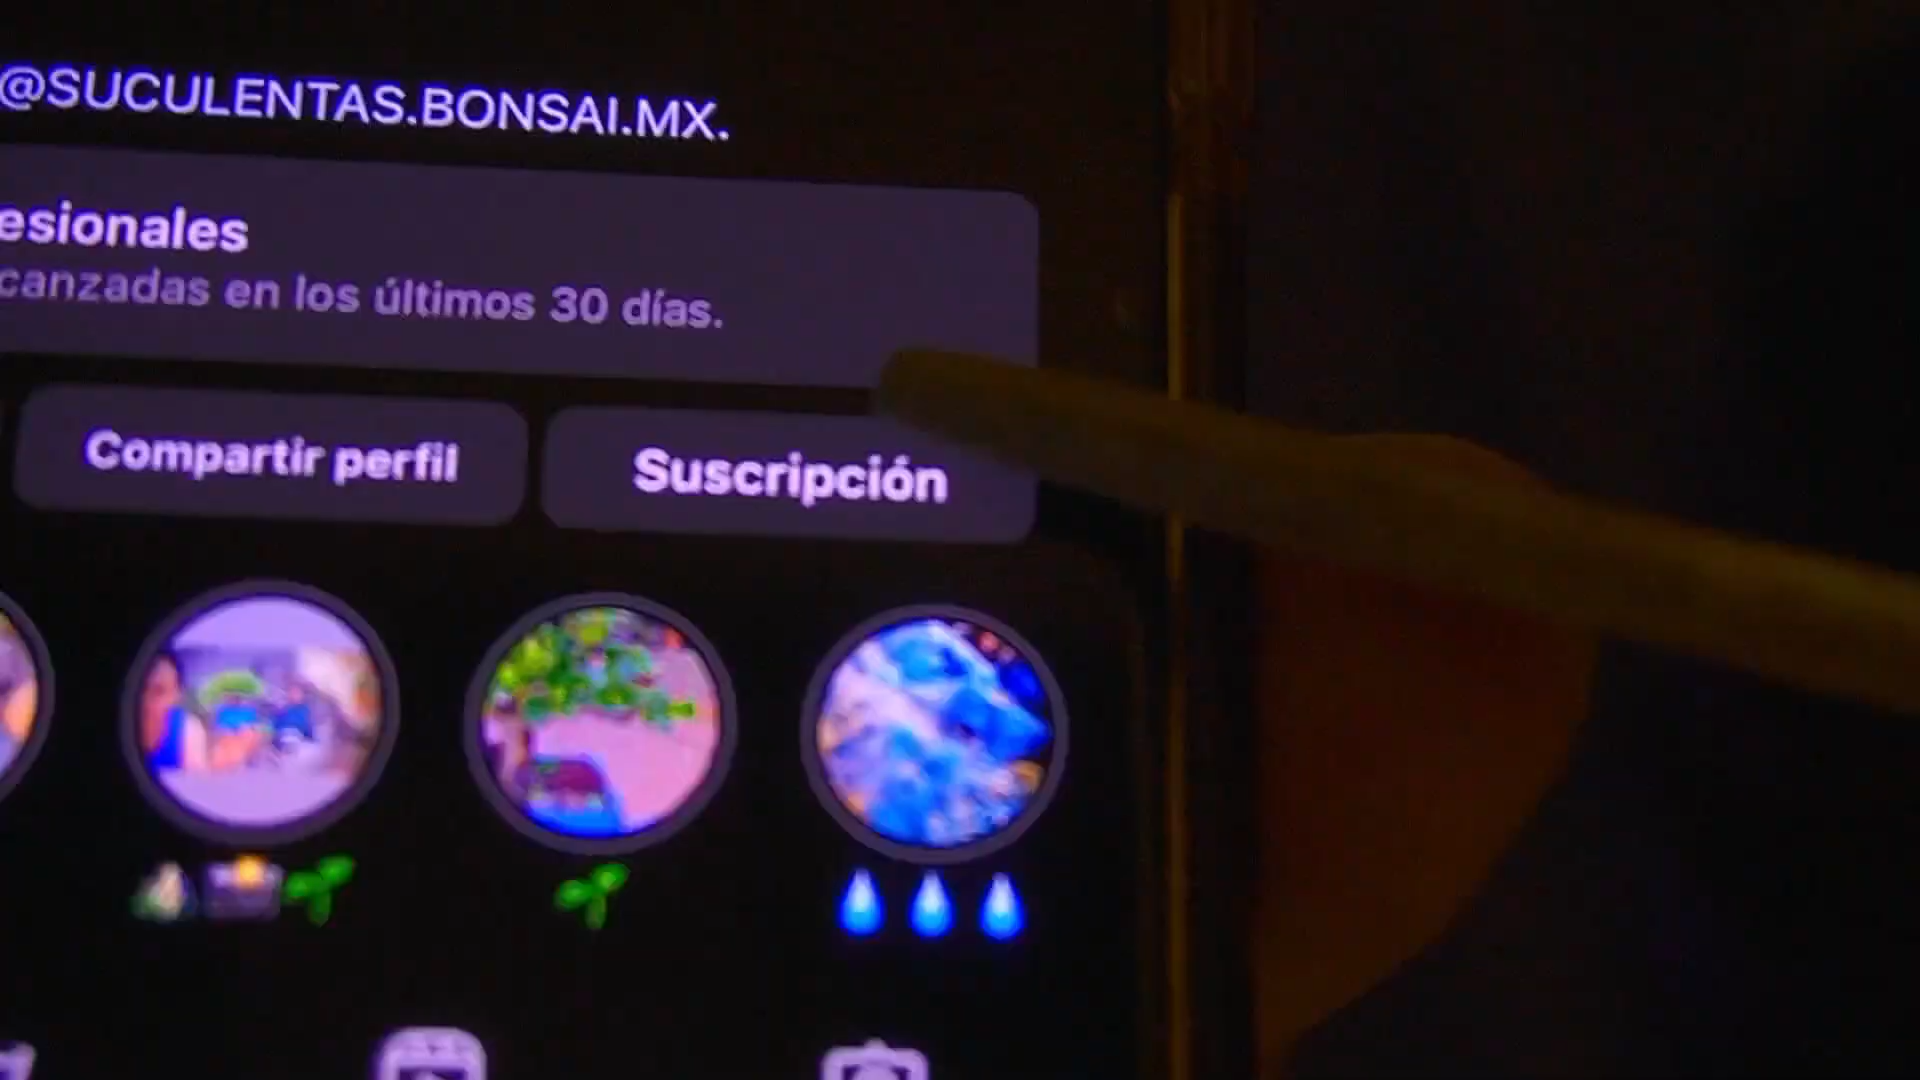 @SUCULENTAS.BONSAI.MX.
esionales
canzadas en los últimos 30 días.
Compartir perfil
Suscripción